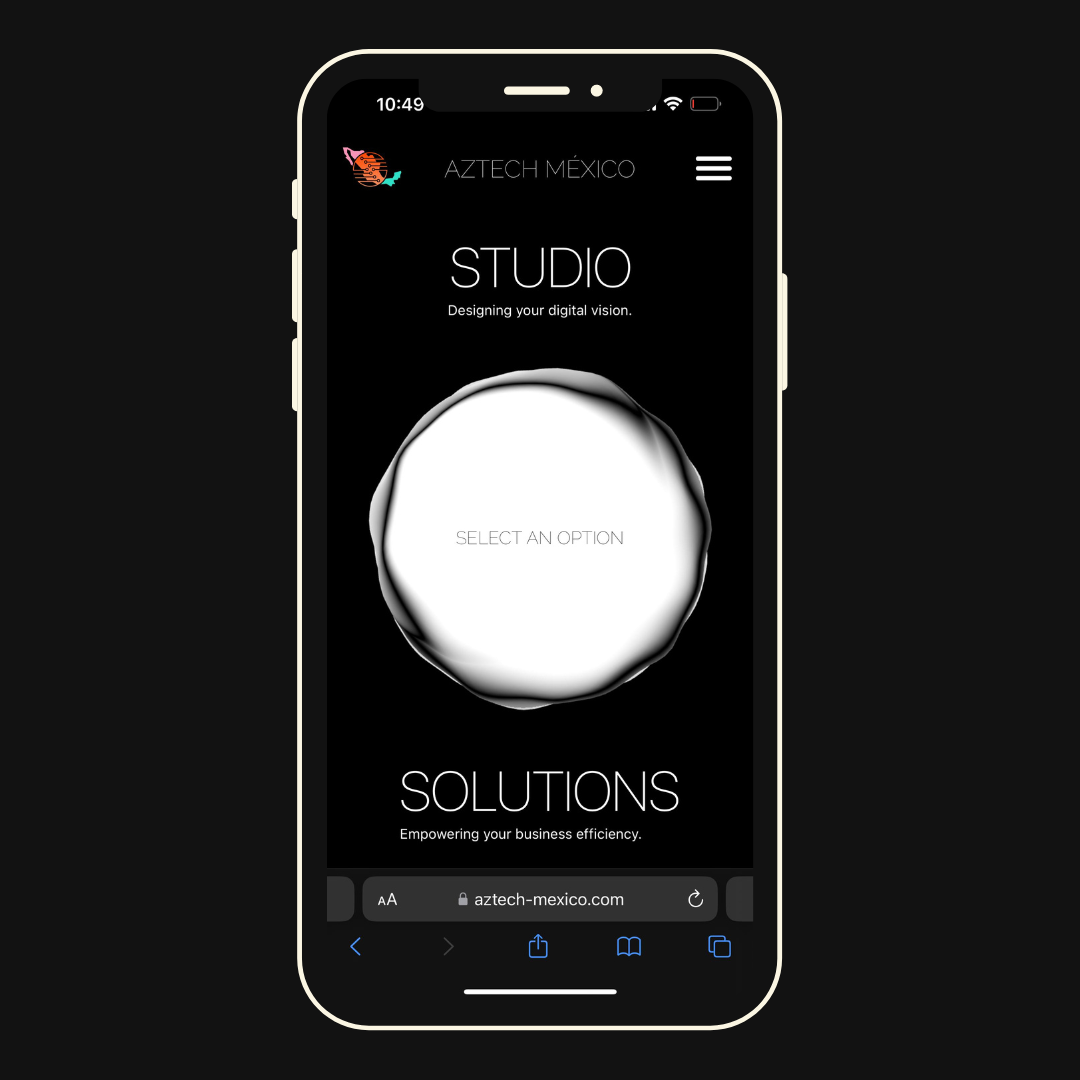 10:49
AZTECH MÉXICO
STUDIO
Designing your digital vision.
SELECT AN OPTION
SOLUTIONS
Empowering your business efficiency.
AA aztech-mexico.com